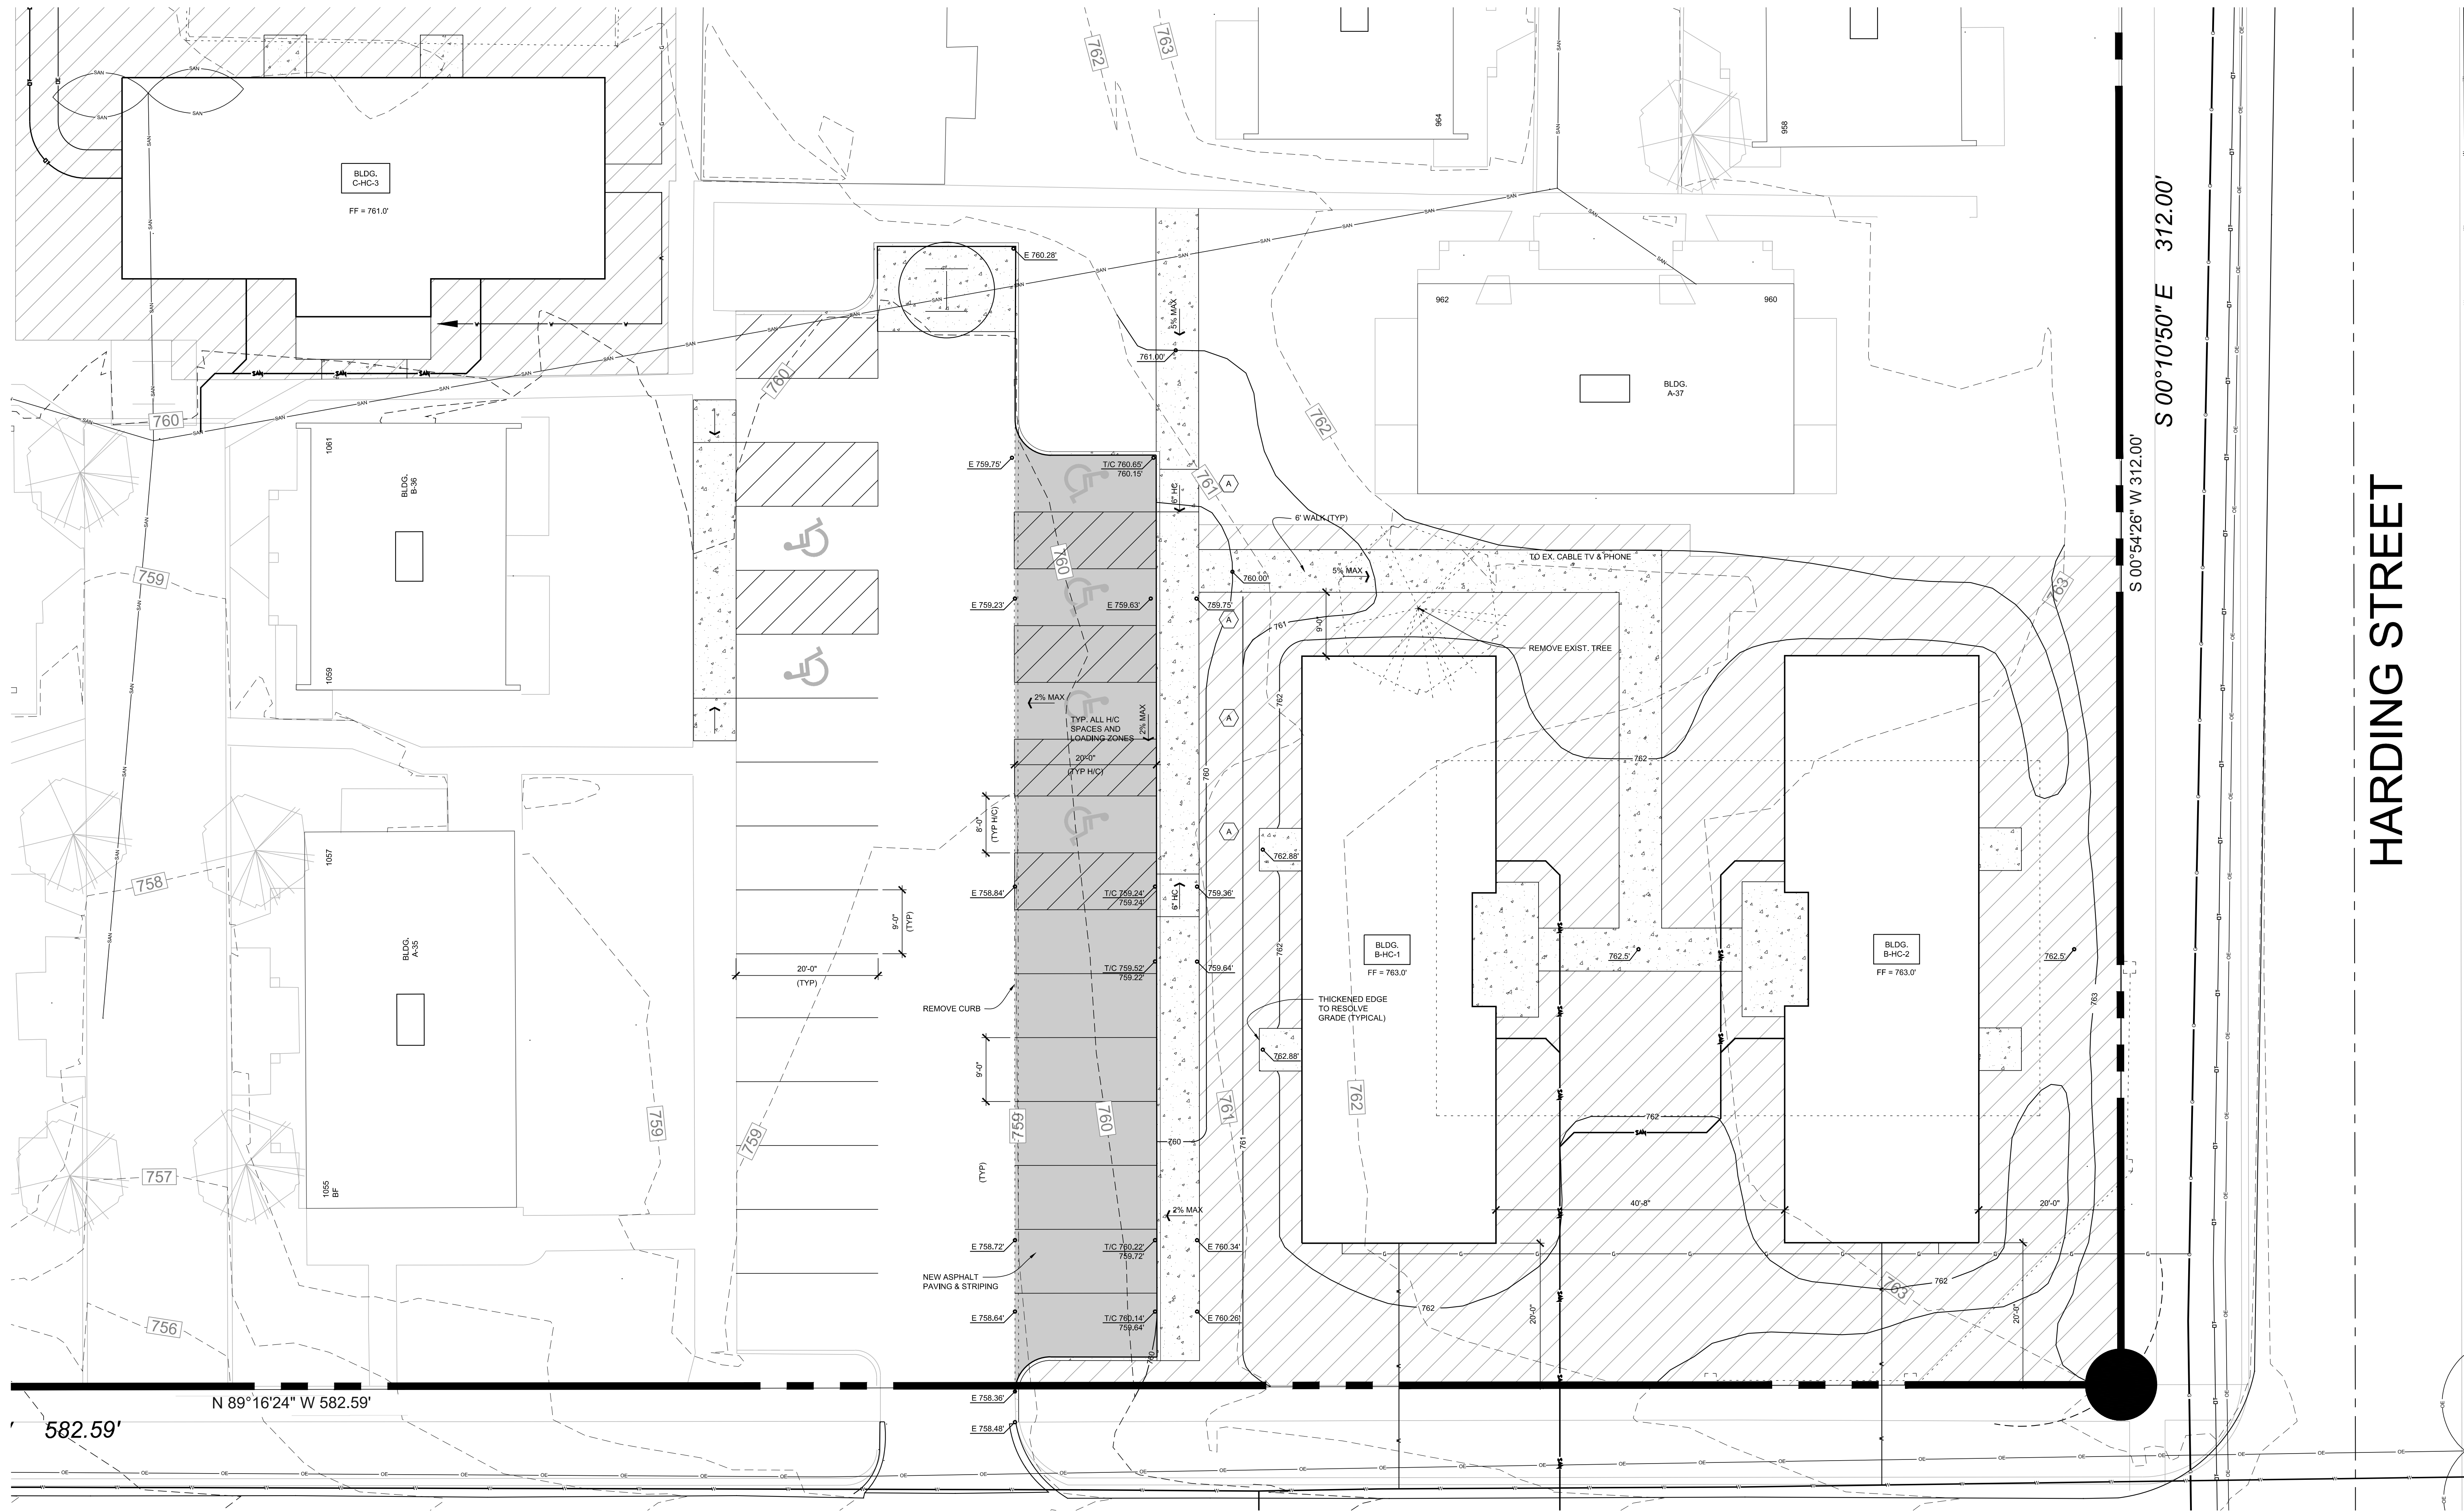 762
763
964
958
BLDG.
C-HC-3
FF = 761.0'
SAN
E 760.28'
5% MAX
761.00'
962
960
BLDG.
A-37
S 00°10'50" E 312.00'
S 00°54'26" W 312.00'
HARDING STREET
760
760
762
1061
BLDG.
B-36
1059
E 759.75'
T/C 760.65'
760.15'
6" HC
761
A
6' WALK (TYP)
TO EX. CABLE TV & PHONE
5% MAX
760
760.00'
763
759
E 759.23'
E 759.63'
759.75'
A
761
9'-0"
REMOVE EXIST. TREE
2% MAX
TYP. ALL H/C
SPACES AND
LOADING ZONES
2% MAX
A
762
762
20'-0"
(TYP H/C)
760
8'-0"
(TYP H/C)
A
762.88'
1057
758
E 758.84'
T/C 759.24'
759.24'
6" HC
759.36'
9'-0"
(TYP)
BLDG.
A-35
762
BLDG.
B-HC-1
FF = 763.0'
762.5'
BLDG.
B-HC-2
FF = 763.0'
762.5'
20'-0"
(TYP)
T/C 759.52'
759.22'
759.64'
REMOVE CURB
THICKENED EDGE
TO RESOLVE
GRADE (TYPICAL)
763
762.88'
9'-0"
(TYP)
759
759
759
760
761
762
760
761
762
1055
BF
757
2% MAX
40'-8"
20'-0"
E 758.72'
T/C 760.22'
759.72'
E 760.34'
NEW ASPHALT
PAVING & STRIPING
763
762
762
20'-0"
20'-0"
756
E 758.64'
T/C 760.14'
759.64'
E 760.26'
760
E 758.36'
N 89°16'24" W 582.59'
582.59'
E 758.48'
OE
W
G